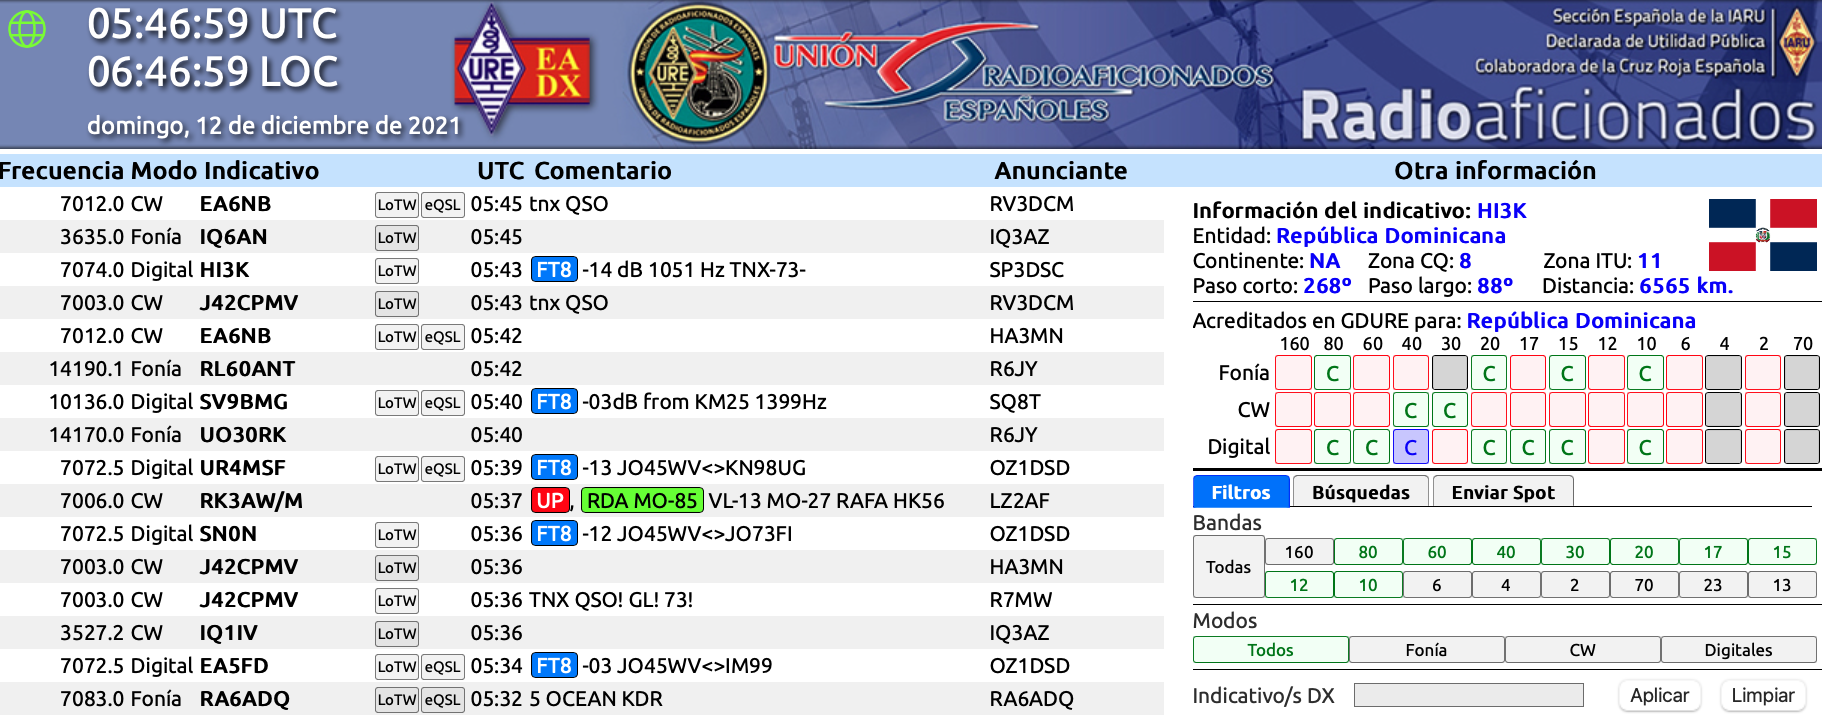 05:46:59 UTC
06:46:59 LOC
domingo, 12 de diciembre de 2021
URE EA DX
UNION DE RADIOAFICIONADOS ESPAÑOLES
URE
UNIÓN RADIOAFICIONADOS ESPAÑOLES
Sección Española de la IARU
Declarada de Utilidad Pública
Colaboradora de la Cruz Roja Española
IARU
Radioaficionados
Frecuencia Modo Indicativo UTC Comentario Anunciante
7012.0 CW EA6NB LoTW eQSL 05:45 tnx QSO RV3DCM
3635.0 Fonía IQ6AN LoTW 05:45 IQ3AZ
7074.0 Digital HI3K LoTW 05:43 FT8 -14 dB 1051 Hz TNX-73- SP3DSC
7003.0 CW J42CPMV LoTW 05:43 tnx QSO RV3DCM
7012.0 CW EA6NB LoTW eQSL 05:42 HA3MN
14190.1 Fonía RL60ANT 05:42 R6JY
10136.0 Digital SV9BMG LoTW eQSL 05:40 FT8 -03dB from KM25 1399Hz SQ8T
14170.0 Fonía UO30RK 05:40 R6JY
7072.5 Digital UR4MSF LoTW eQSL 05:39 FT8 -13 JO45WV<>KN98UG OZ1DSD
7006.0 CW RK3AW/M 05:37 UP, RDA MO-85 VL-13 MO-27 RAFA HK56 LZ2AF
7072.5 Digital SN0N LoTW 05:36 FT8 -12 JO45WV<>JO73FI OZ1DSD
7003.0 CW J42CPMV LoTW 05:36 HA3MN
7003.0 CW J42CPMV LoTW 05:36 TNX QSO! GL! 73! R7MW
3527.2 CW IQ1IV LoTW 05:36 IQ3AZ
7072.5 Digital EA5FD LoTW eQSL 05:34 FT8 -03 JO45WV<>IM99 OZ1DSD
7083.0 Fonía RA6ADQ LoTW eQSL 05:32 5 OCEAN KDR RA6ADQ
Otra información
Información del indicativo: HI3K
Entidad: República Dominicana
Continente: NA Zona CQ: 8 Zona ITU: 11
Paso corto: 268º Paso largo: 88º Distancia: 6565 km.
Acreditados en GDURE para: República Dominicana
160 80 60 40 30 20 17 15 12 10 6 4 2 70
Fonía C C C C
CW C C
Digital C C C C C C C
Filtros Búsquedas Enviar Spot
Bandas
Todas 160 80 60 40 30 20 17 15
12 10 6 4 2 70 23 13
Modos
Todos Fonía CW Digitales
Indicativo/s DX Aplicar Limpiar